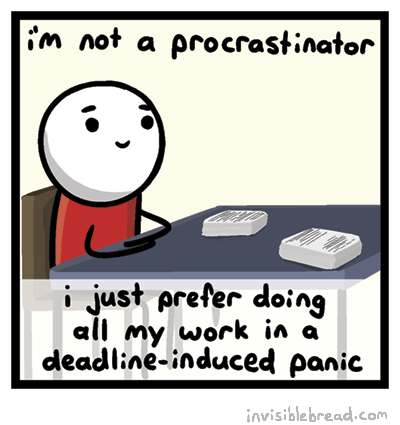 i'm not a procrastinator
i just prefer doing
all my work in a
deadline-induced panic
invisiblebread.com